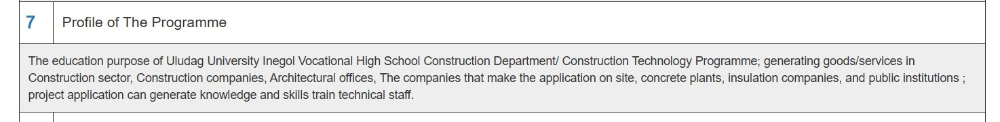 7 Profile of The Programme
The education purpose of Uludag University Inegol Vocational High School Construction Department/ Construction Technology Programme; generating goods/services in
Construction sector, Construction companies, Architectural offices, The companies that make the application on site, concrete plants, insulation companies, and public institutions ;
project application can generate knowledge and skills train technical staff.